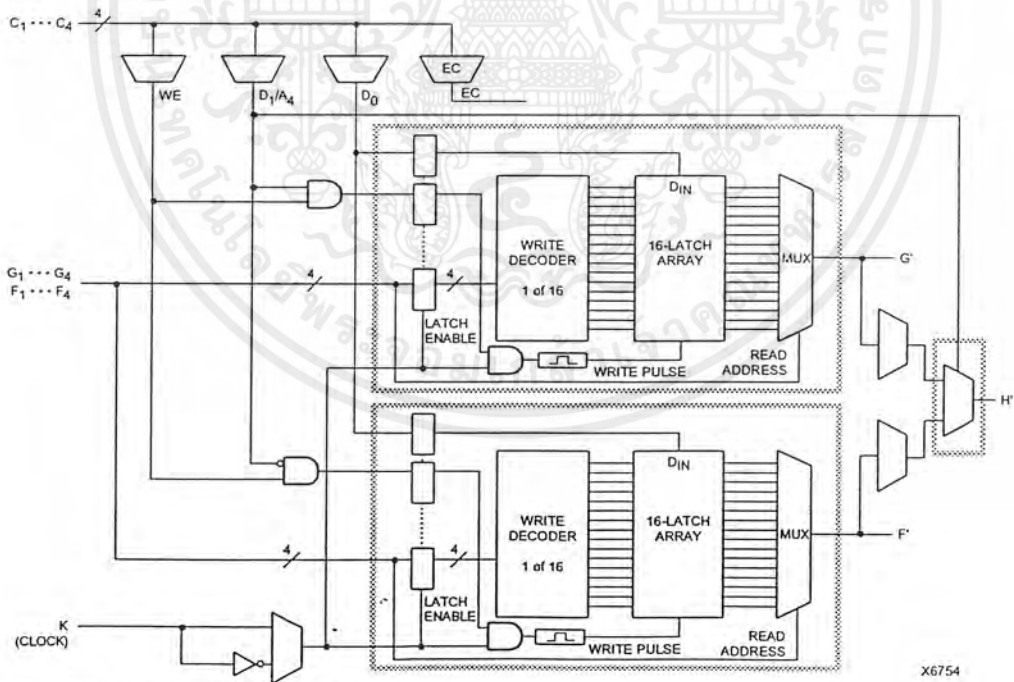 C₁ ··· C₄
4
WE
D₁/A₄
D₀
EC
EC
G₁ ··· G₄
F₁ ··· F₄
4
4
LATCH
ENABLE
WRITE
DECODER
1 of 16
D_IN
16-LATCH
ARRAY
MUX
G'
WRITE PULSE
READ
ADDRESS
H'
4
4
LATCH
ENABLE
WRITE
DECODER
1 of 16
D_IN
16-LATCH
ARRAY
MUX
F'
WRITE PULSE
READ
ADDRESS
K
(CLOCK)
X6754